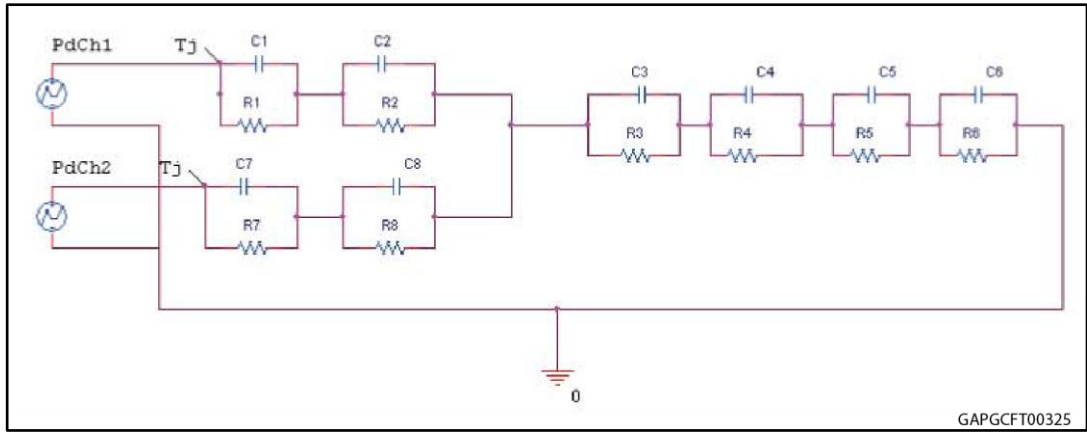 PdCh1
Tj
C1
C2
R1
R2
C3
C4
C5
C6
R3
R4
R5
R6
PdCh2
Tj
C7
C8
R7
R8
0
GAPGCFT00325